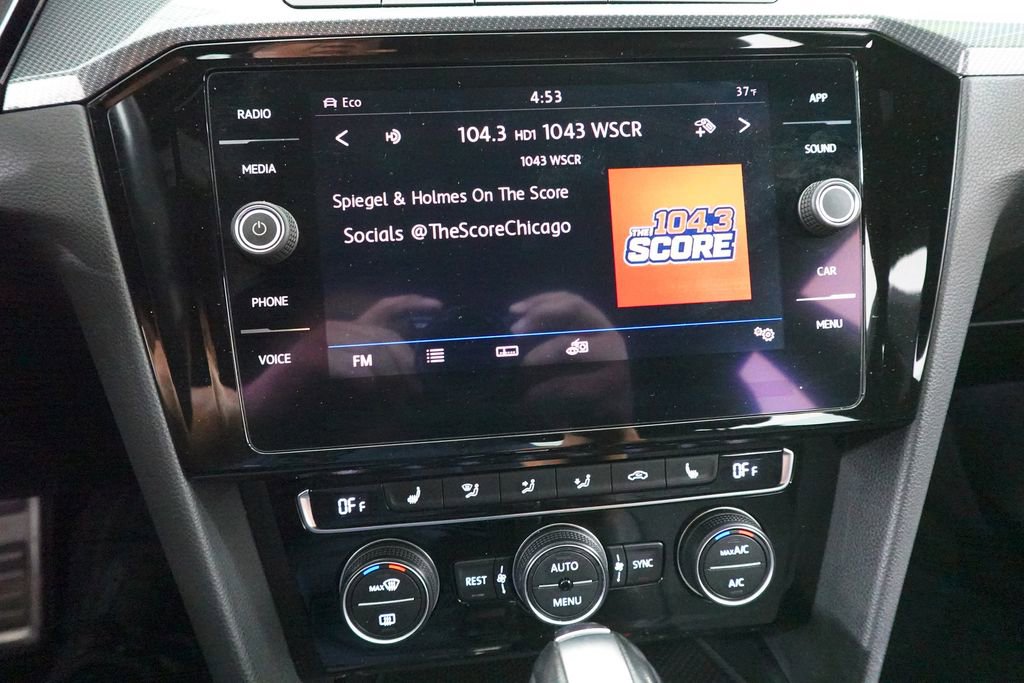 RADIO
MEDIA
PHONE
VOICE
Eco
4:53
37°F
104.3 HD1 1043 WSCR
1043 WSCR
Spiegel & Holmes On The Score
Socials @TheScoreChicago
THE 104.3
SCORE
FM
APP
SOUND
CAR
MENU
OFF
OFF
MAX
REST
AUTO
MENU
SYNC
MAX A/C
A/C